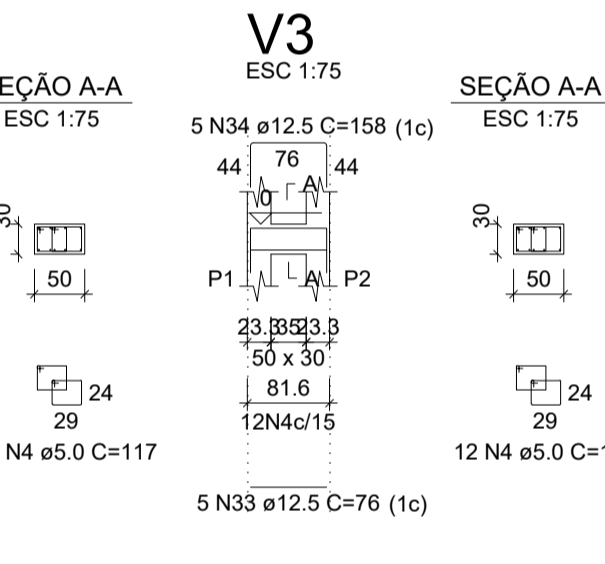 V3
ESC 1:75
EÇÃO A-A
ESC 1:75
SEÇÃO A-A
ESC 1:75
5 N34 ø12.5 C=158 (1c)
44
76
44
0
A
30
50
30
50
P1
A
P2
23.3
35
23.3
50 x 30
81.6
12N4c/15
24
29
N4 ø5.0 C=117
24
29
12 N4 ø5.0 C=1
5 N33 ø12.5 C=76 (1c)